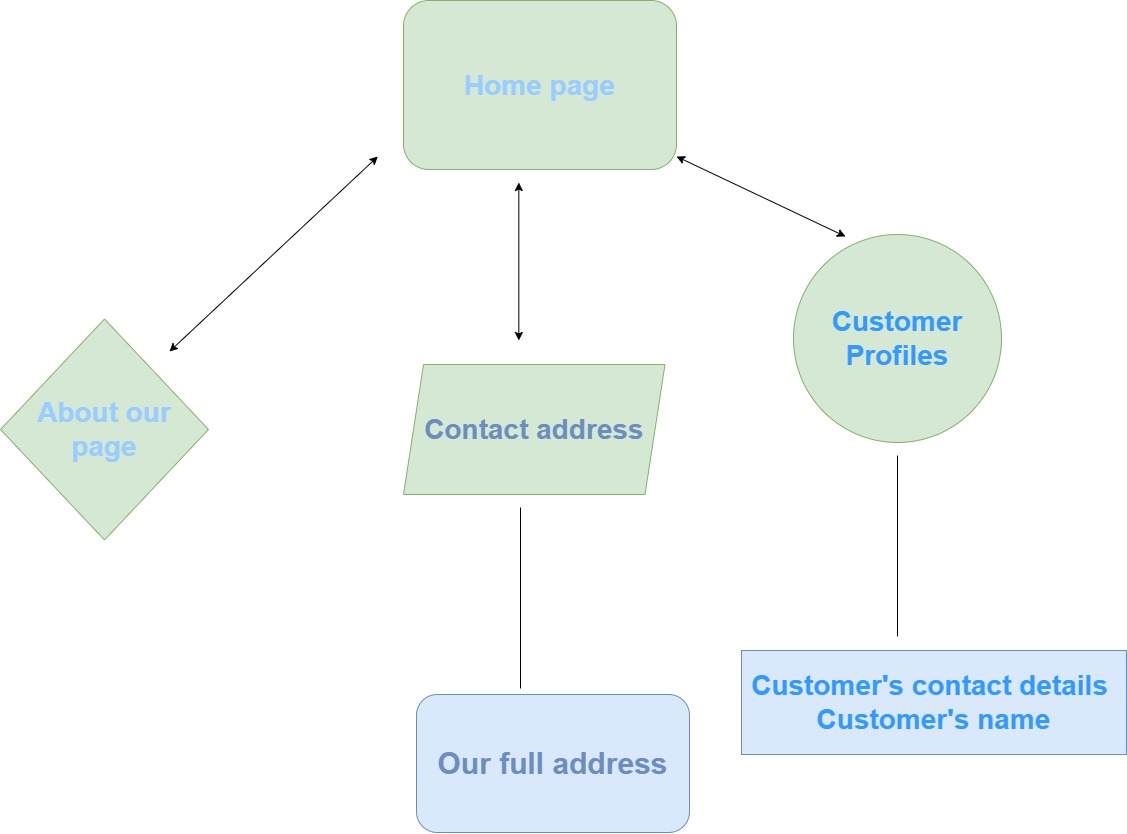 Home page
About our
page
Contact address
Customer
Profiles
Our full address
Customer's contact details
Customer's name